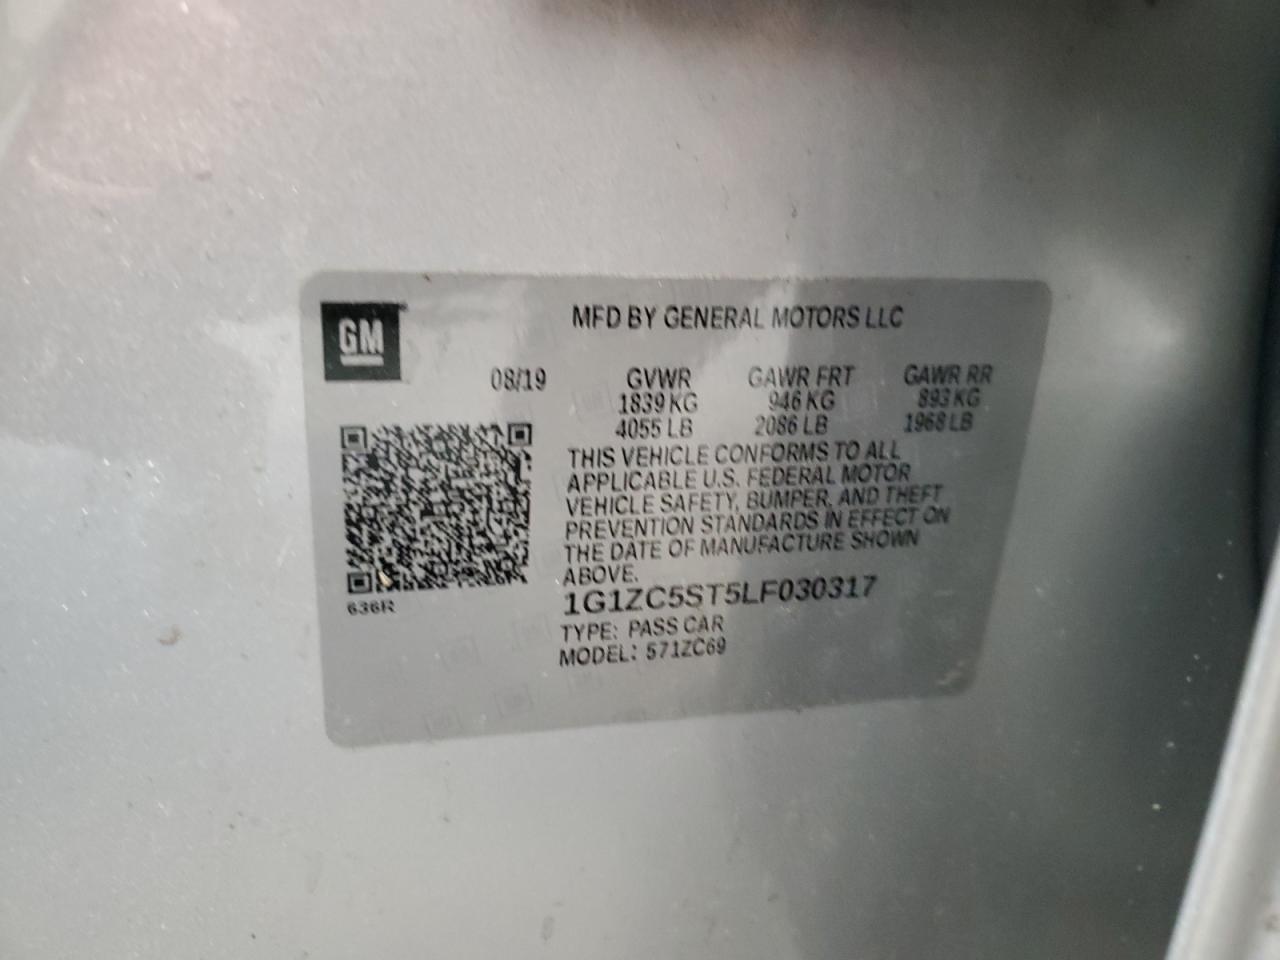 GM
MFD BY GENERAL MOTORS LLC
08/19 GVWR GAWR FRT GAWR RR
1839 KG 946 KG 893 KG
4055 LB 2086 LB 1968 LB
THIS VEHICLE CONFORMS TO ALL
APPLICABLE U.S. FEDERAL MOTOR
VEHICLE SAFETY, BUMPER, AND THEFT
PREVENTION STANDARDS IN EFFECT ON
THE DATE OF MANUFACTURE SHOWN
ABOVE.
636R
1G1ZC5ST5LF030317
TYPE: PASS CAR
MODEL: 571ZC69